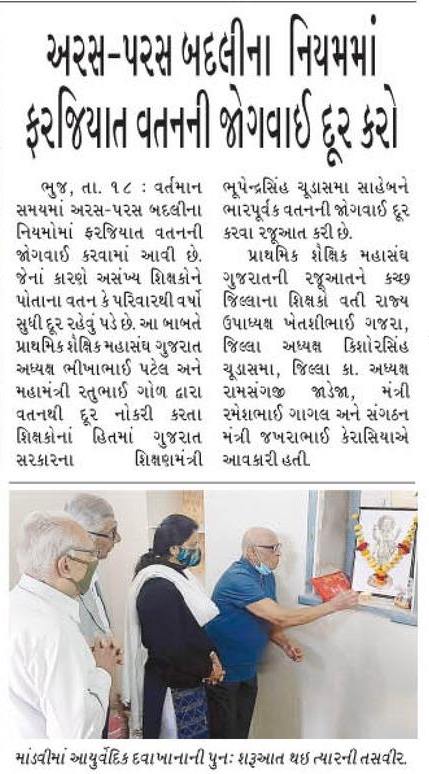 અરસ-પરસ બદલીના નિયમમાં
ફરજિયાત વતનની જોગવાઈ દૂર કરો
ભુજ, તા. ૧૮ : વર્તમાન
સમયમાં અરસ-પરસ બદલીના
નિયમોમાં ફરજિયાત વતનની
જોગવાઈ કરવામાં આવી છે.
જેનાં કારણે અસંખ્ય શિક્ષકોને
પોતાના વતન કે પરિવારથી વર્ષો
સુધી દૂર રહેવું પડે છે. આ બાબતે
પ્રાથમિક શૈક્ષિક મહાસંઘ ગુજરાત
અધ્યક્ષ ભીખાભાઈ પટેલ અને
મહામંત્રી રતુભાઈ ગોળ દ્વારા
વતનથી દૂર નોકરી કરતા
શિક્ષકોનાં હિતમાં ગુજરાત
સરકારના શિક્ષણમંત્રી
ભૂપેન્દ્રસિંહ ચૂડાસમા સાહેબને
ભારપૂર્વક વતનની જોગવાઈ દૂર
કરવા રજૂઆત કરી છે.
પ્રાથમિક શૈક્ષિક મહાસંઘ
ગુજરાતની રજૂઆતને કચ્છ
જિલ્લાના શિક્ષકો વતી રાજ્ય
ઉપાધ્યક્ષ ખેતશીભાઈ ગજરા,
જિલ્લા અધ્યક્ષ કિશોરસિંહ
ચૂડાસમા, જિલ્લા કા. અધ્યક્ષ
રામસંગજી જાડેજા, મંત્રી
રમેશભાઈ ગાગલ અને સંગઠન
મંત્રી જખરાભાઈ કેરાસિયાએ
આવકારી હતી.
માંડવીમાં આયુર્વેદિક દવાખાનાની પુનઃ શરૂઆત થઇ ત્યારની તસવીર.